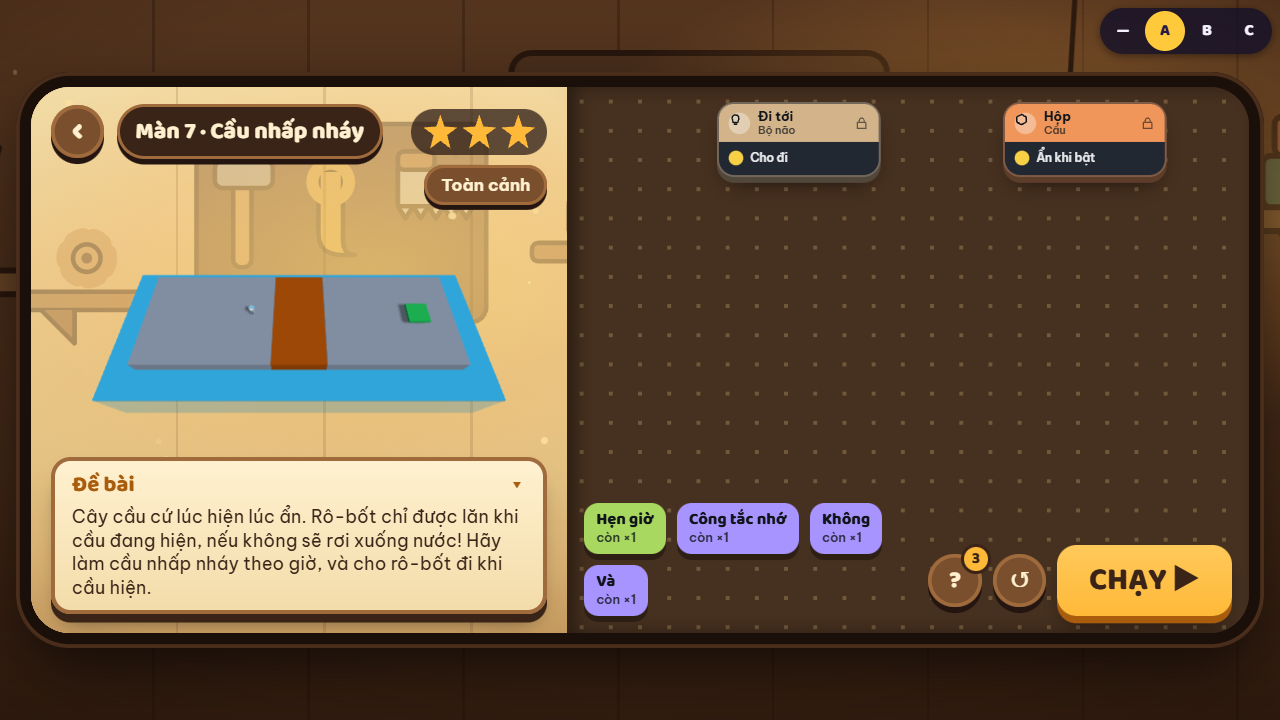 – A B C
Màn 7 • Cầu nhấp nháy
Toàn cảnh
Đề bài
Cây cầu cứ lúc hiện lúc ẩn. Rô-bốt chỉ được lăn khi
cầu đang hiện, nếu không sẽ rơi xuống nước! Hãy
làm cầu nhấp nháy theo giờ, và cho rô-bốt đi khi
cầu hiện.
Đi tới
Bộ não
Cho đi
Hộp
Cầu
Ẩn khi bật
Hẹn giờ
còn ×1
Công tắc nhớ
còn ×1
Không
còn ×1
Và
còn ×1
?
3
CHẠY